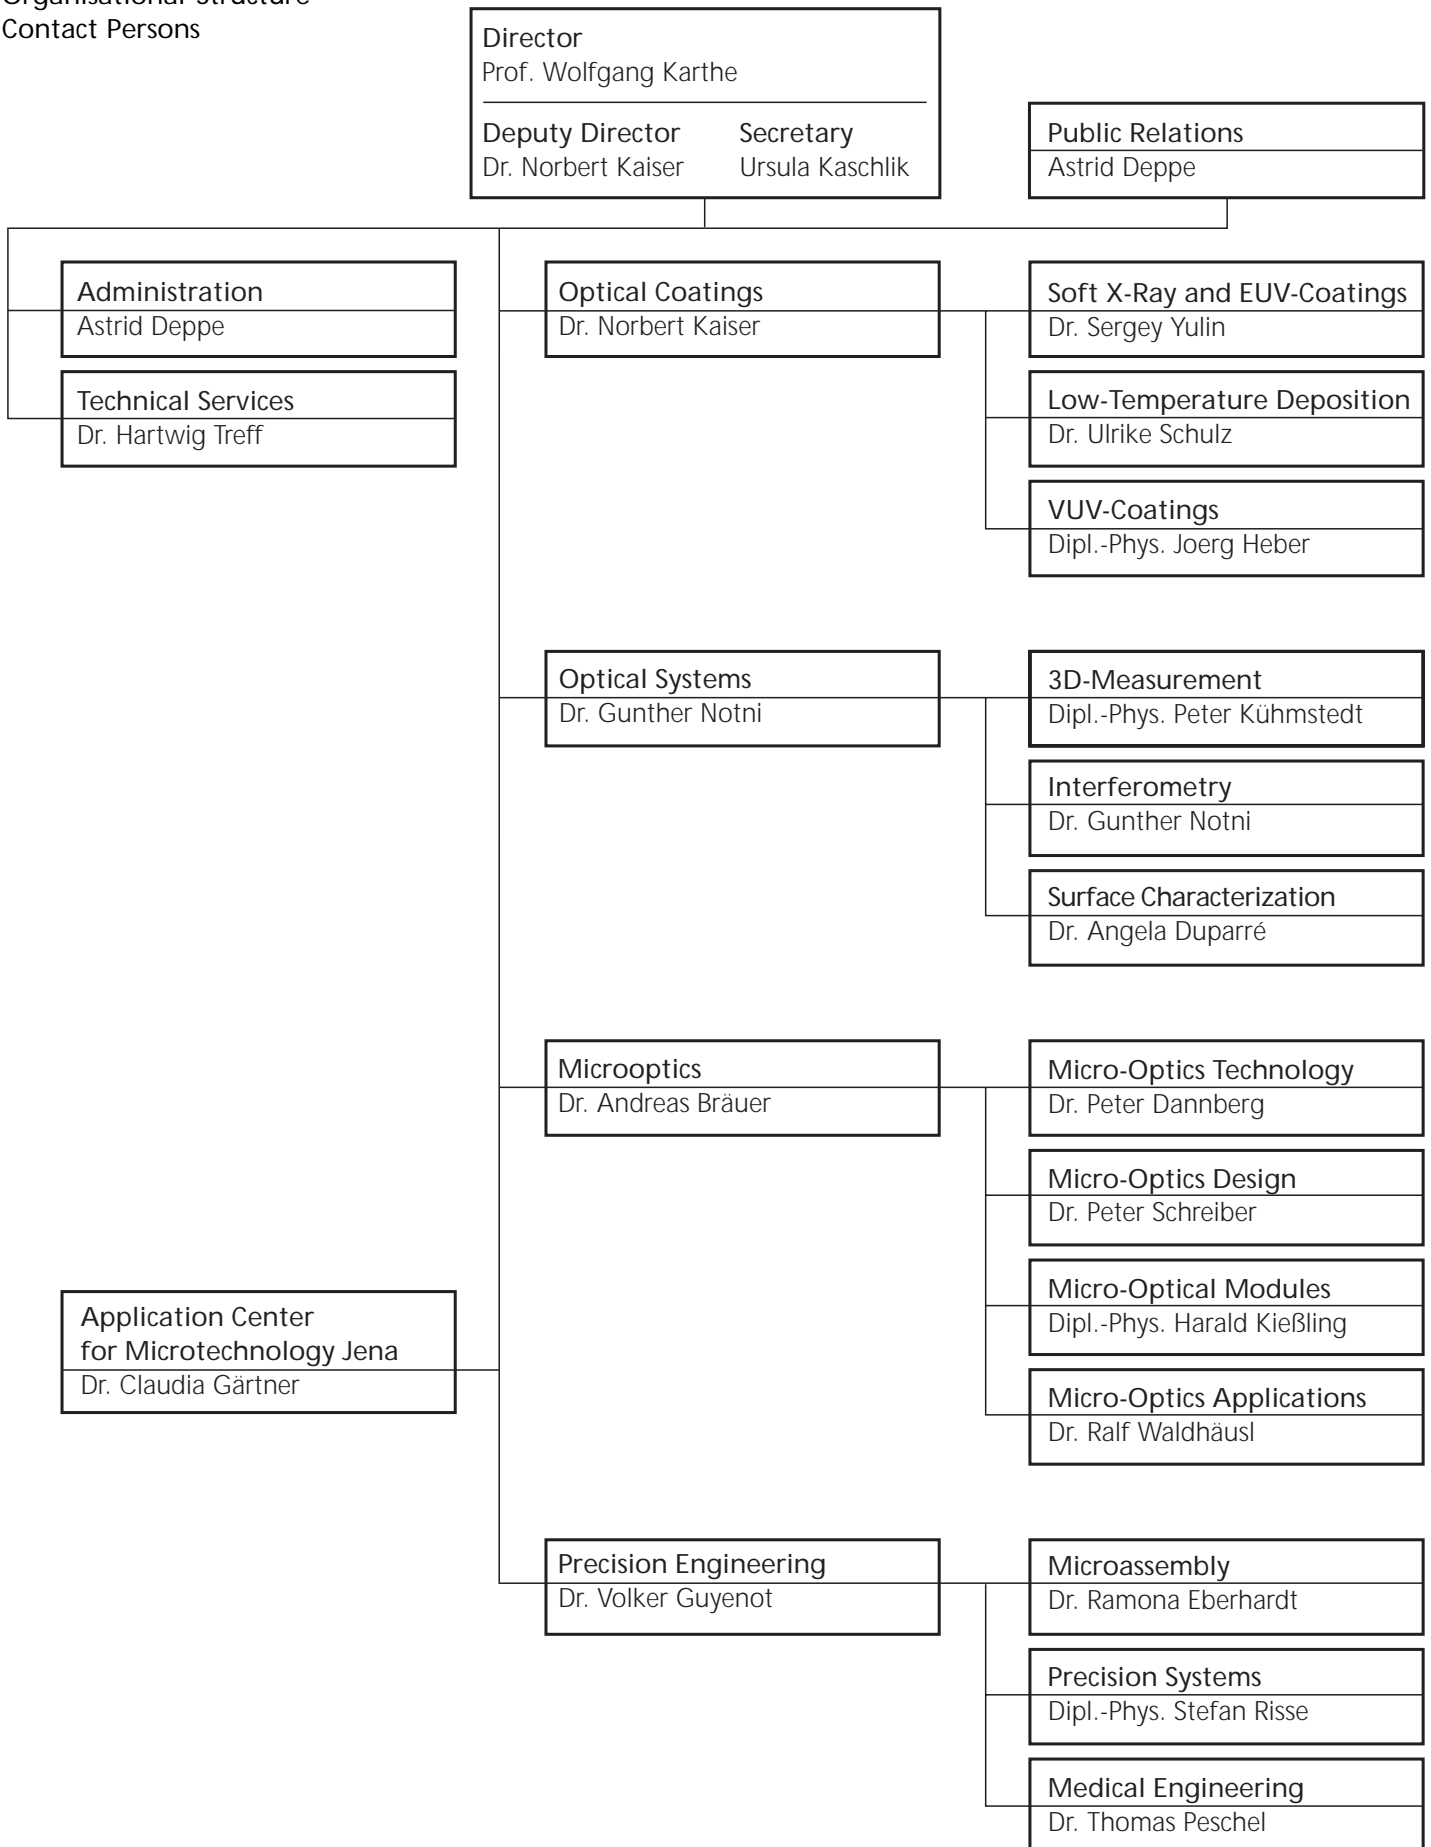 Organisational Structure
Contact Persons
Director
Prof. Wolfgang Karthe
Deputy Director
Dr. Norbert Kaiser
Secretary
Ursula Kaschlik
Public Relations
Astrid Deppe
Administration
Astrid Deppe
Technical Services
Dr. Hartwig Treff
Optical Coatings
Dr. Norbert Kaiser
Soft X-Ray and EUV-Coatings
Dr. Sergey Yulin
Low-Temperature Deposition
Dr. Ulrike Schulz
VUV-Coatings
Dipl.-Phys. Joerg Heber
Optical Systems
Dr. Gunther Notni
3D-Measurement
Dipl.-Phys. Peter Kühmstedt
Interferometry
Dr. Gunther Notni
Surface Characterization
Dr. Angela Duparré
Microoptics
Dr. Andreas Bräuer
Micro-Optics Technology
Dr. Peter Dannberg
Micro-Optics Design
Dr. Peter Schreiber
Micro-Optical Modules
Dipl.-Phys. Harald Kießling
Micro-Optics Applications
Dr. Ralf Waldhäusl
Application Center
for Microtechnology Jena
Dr. Claudia Gärtner
Precision Engineering
Dr. Volker Guyenot
Microassembly
Dr. Ramona Eberhardt
Precision Systems
Dipl.-Phys. Stefan Risse
Medical Engineering
Dr. Thomas Peschel